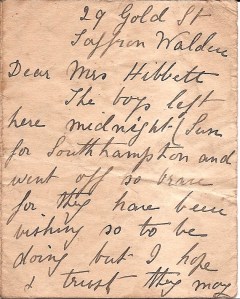 29 Gold St
Saffron Walden
Dear Mrs Hibbett
The boys left
here midnight (Sun
for Southhampton and
went off so brave
for they have been
wishing so to be
doing but I hope
& trust they may